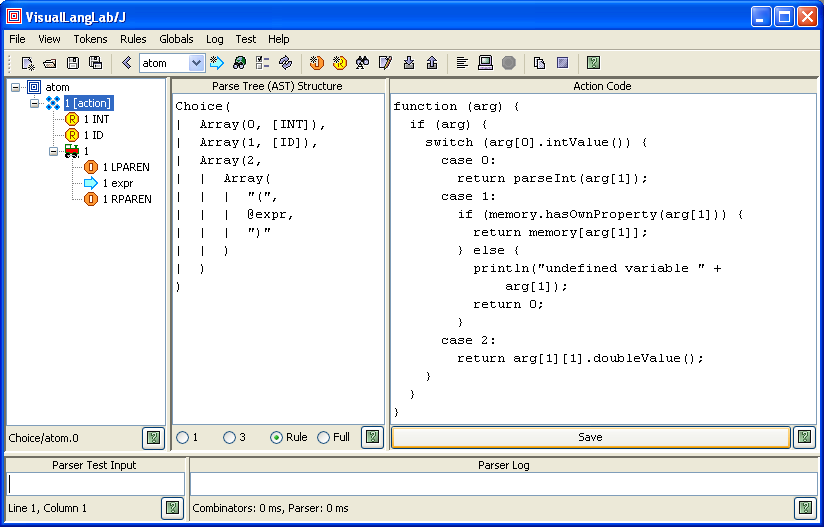 VisualLangLab/J
File View Tokens Rules Globals Log Test Help
atom
atom
1 [action]
1 INT
1 ID
1
1 LPAREN
1 expr
1 RPAREN
Choice/atom.0
Parse Tree (AST) Structure
Choice(
|  Array(0, [INT]),
|  Array(1, [ID]),
|  Array(2,
|  |  Array(
|  |  |  "(",
|  |  |  @expr,
|  |  |  ")"
|  |  )
|  )
)
1 3 Rule Full
Action Code
function (arg) {
  if (arg) {
    switch (arg[0].intValue()) {
      case 0:
        return parseInt(arg[1]);
      case 1:
        if (memory.hasOwnProperty(arg[1])) {
          return memory[arg[1]];
        } else {
          println("undefined variable " +
              arg[1]);
          return 0;
        }
      case 2:
        return arg[1][1].doubleValue();
    }
  }
}
Save
Parser Test Input
Line 1, Column 1
Parser Log
Combinators: 0 ms, Parser: 0 ms